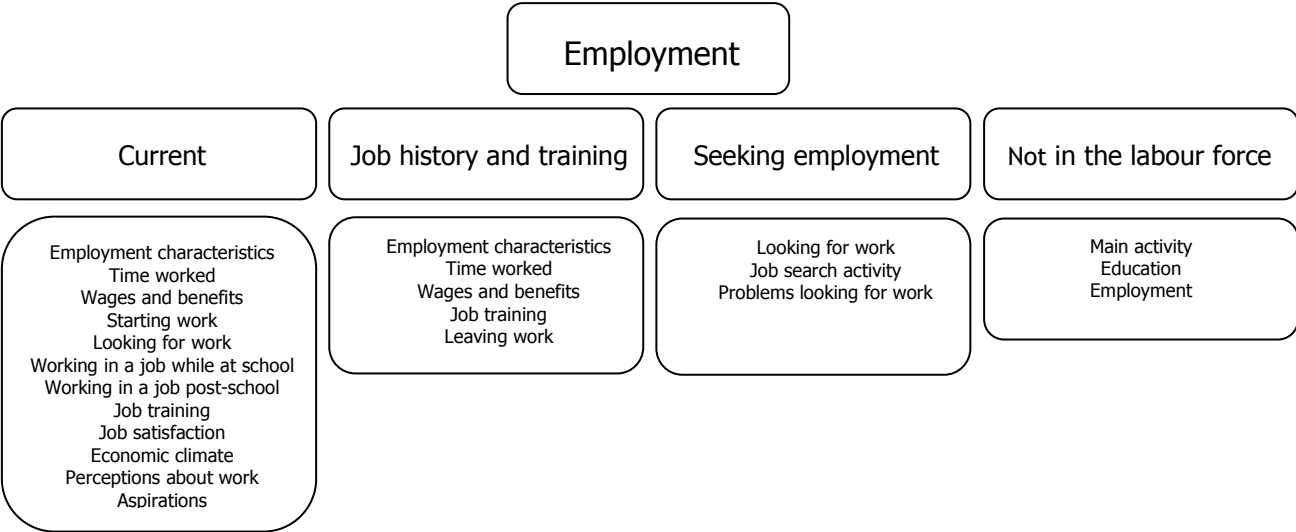 Employment
Current
Job history and training
Seeking employment
Not in the labour force
Employment characteristics
Time worked
Wages and benefits
Starting work
Looking for work
Working in a job while at school
Working in a job post-school
Job training
Job satisfaction
Economic climate
Perceptions about work
Aspirations
Employment characteristics
Time worked
Wages and benefits
Job training
Leaving work
Looking for work
Job search activity
Problems looking for work
Main activity
Education
Employment